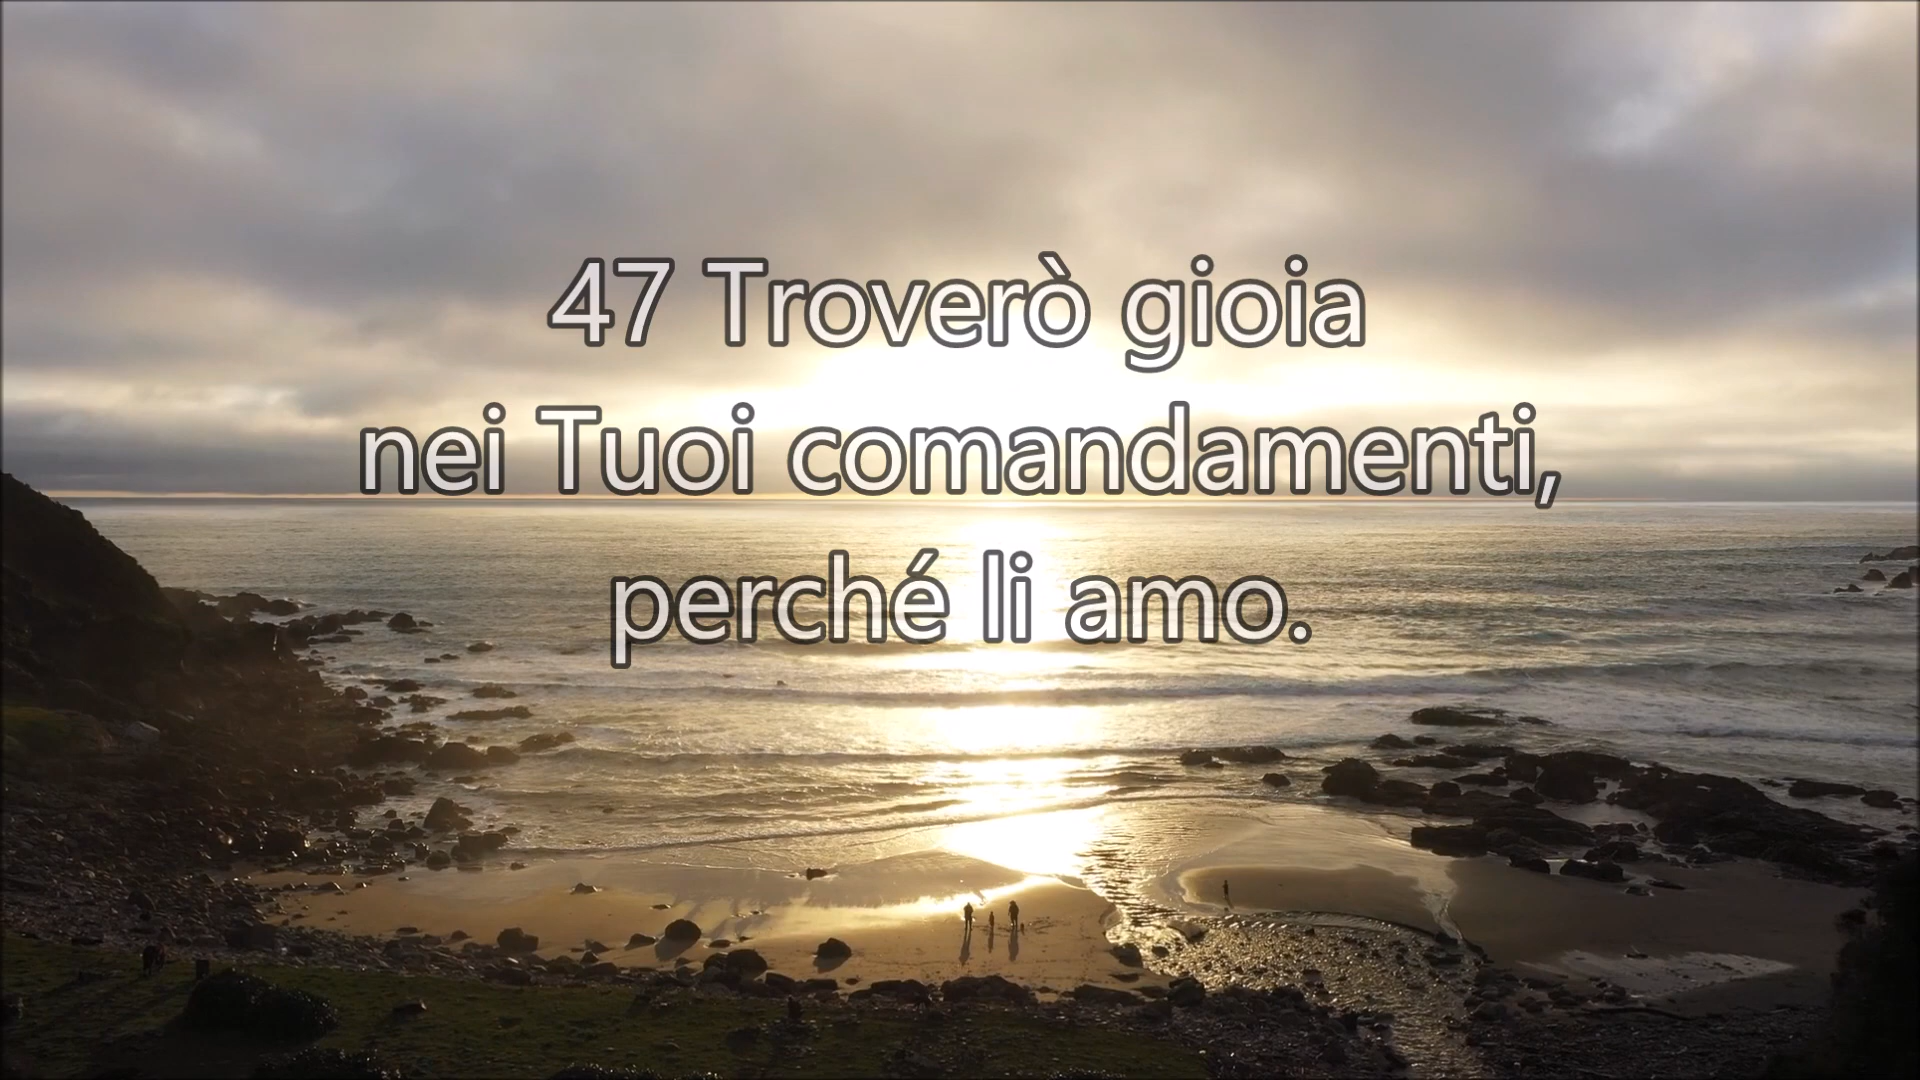 47 Troverò gioia
nei Tuoi comandamenti,
perché li amo.